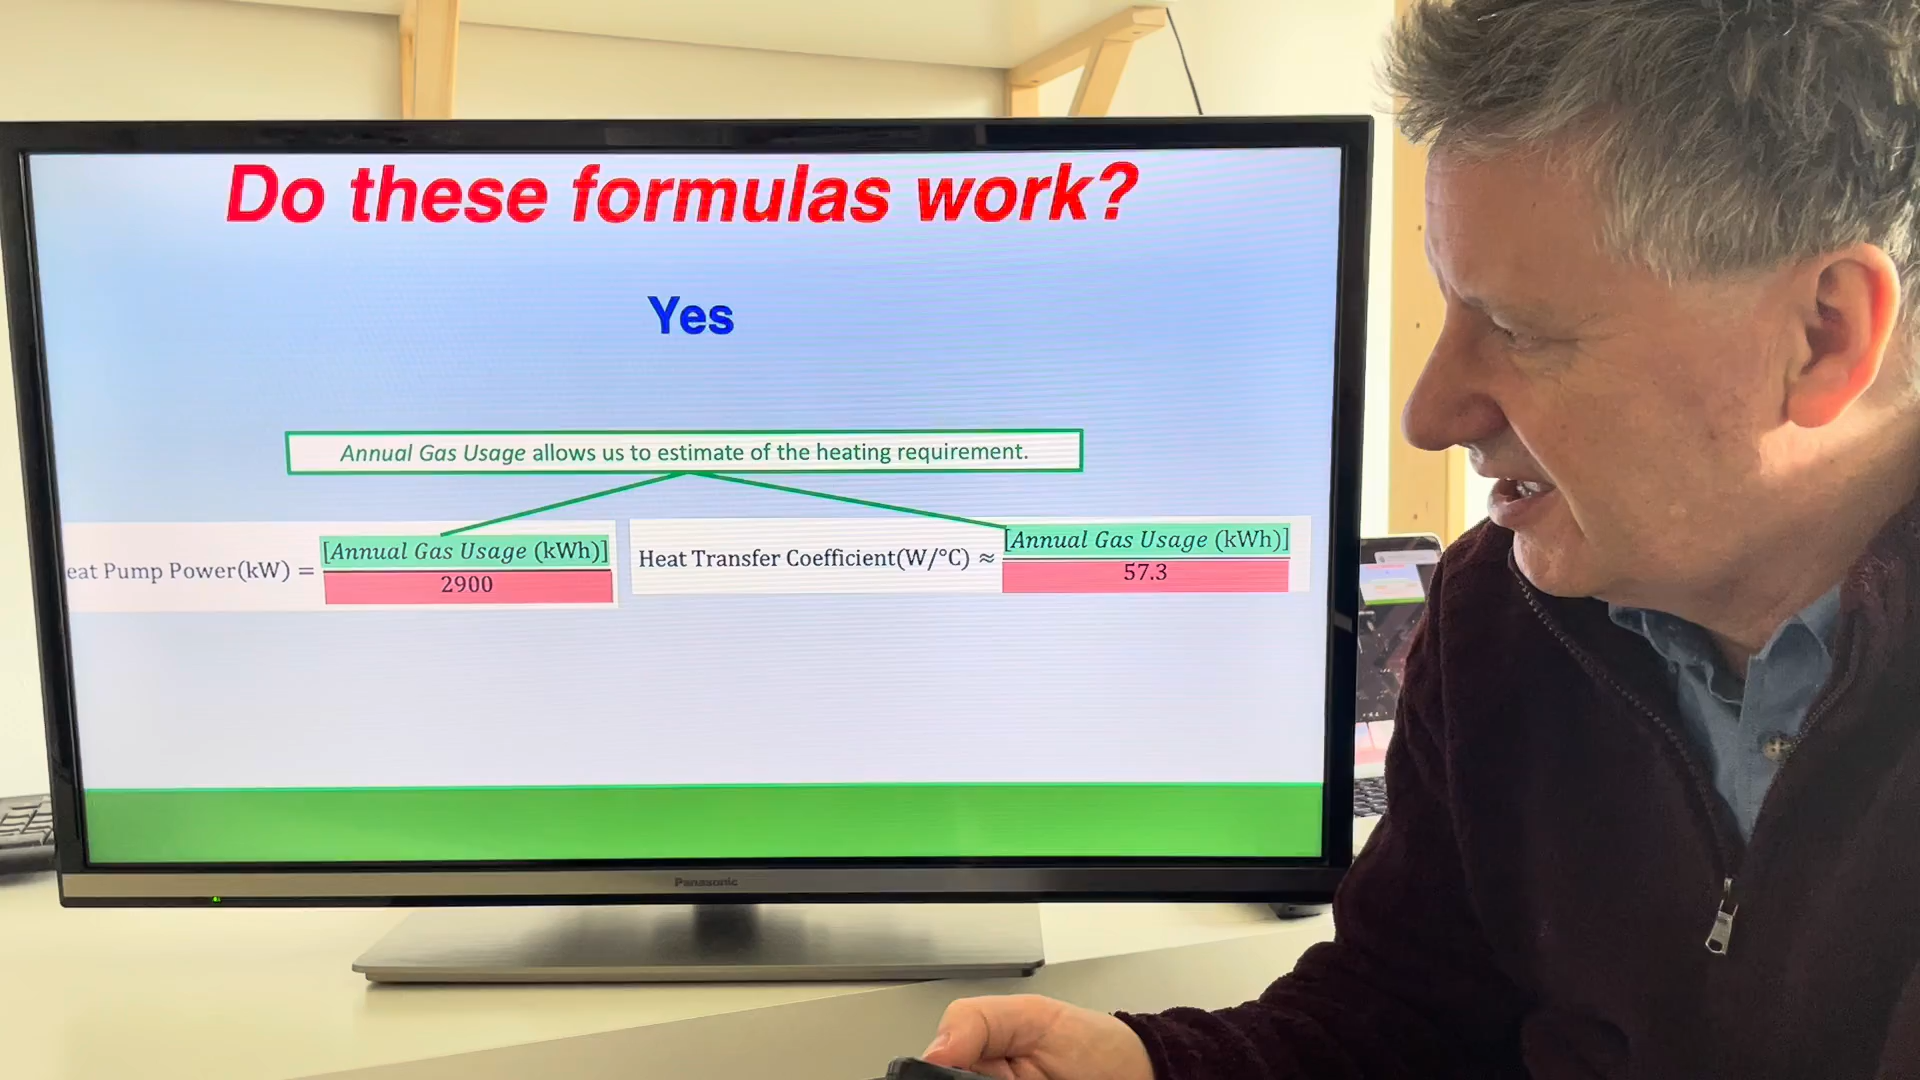 Do these formulas work?
Yes
Annual Gas Usage allows us to estimate of the heating requirement.
eat Pump Power(kW) = [Annual Gas Usage (kWh)]
2900
Heat Transfer Coefficient(W/°C) ≈ [Annual Gas Usage (kWh)]
57.3
Panasonic